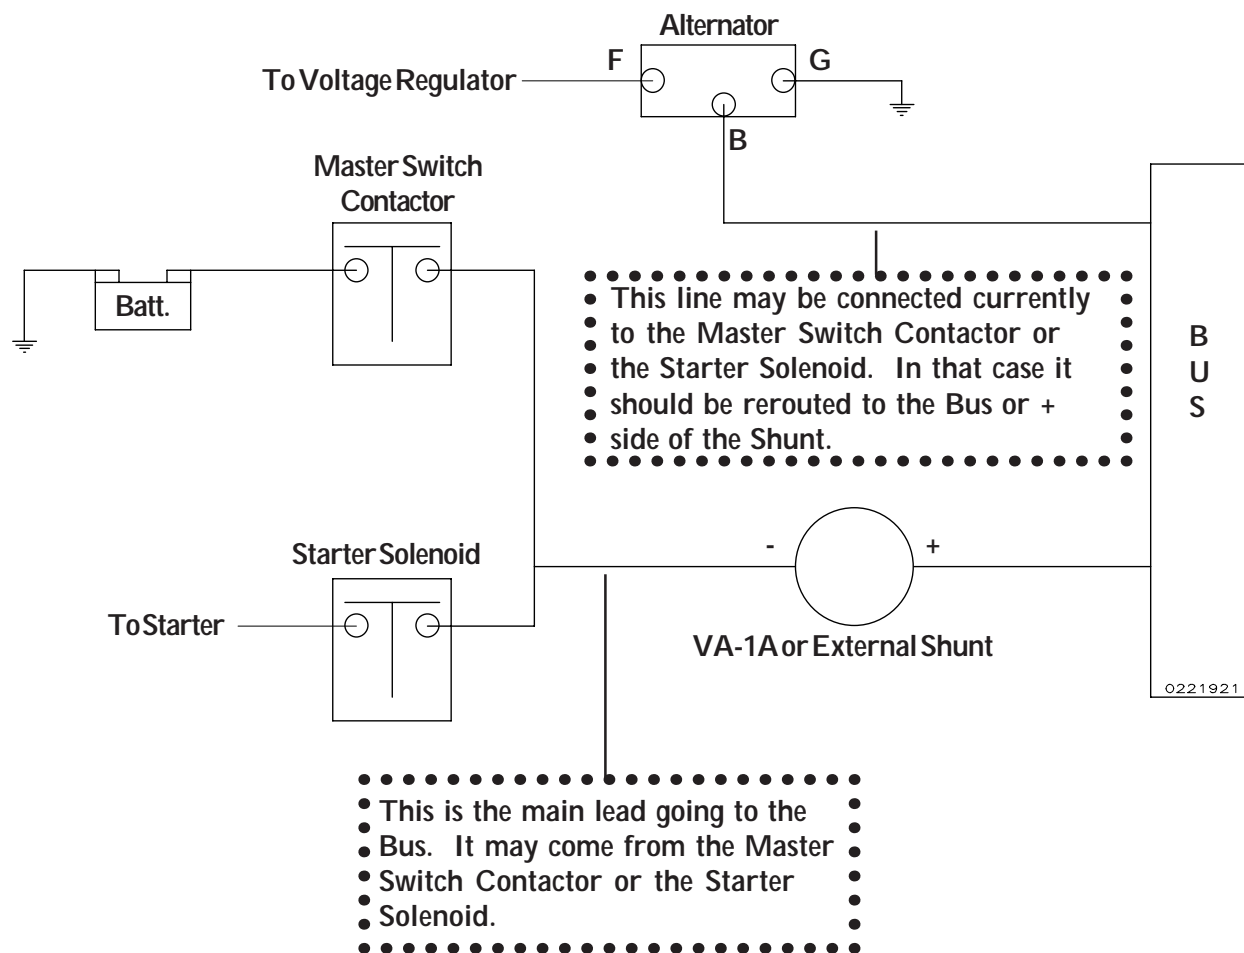 Alternator
F
G
To Voltage Regulator
B
Master Switch
Contactor
Batt.
This line may be connected currently
to the Master Switch Contactor or
the Starter Solenoid. In that case it
should be rerouted to the Bus or +
side of the Shunt.
B
U
S
Starter Solenoid
-
+
To Starter
VA-1A or External Shunt
0221921
This is the main lead going to the
Bus. It may come from the Master
Switch Contactor or the Starter
Solenoid.